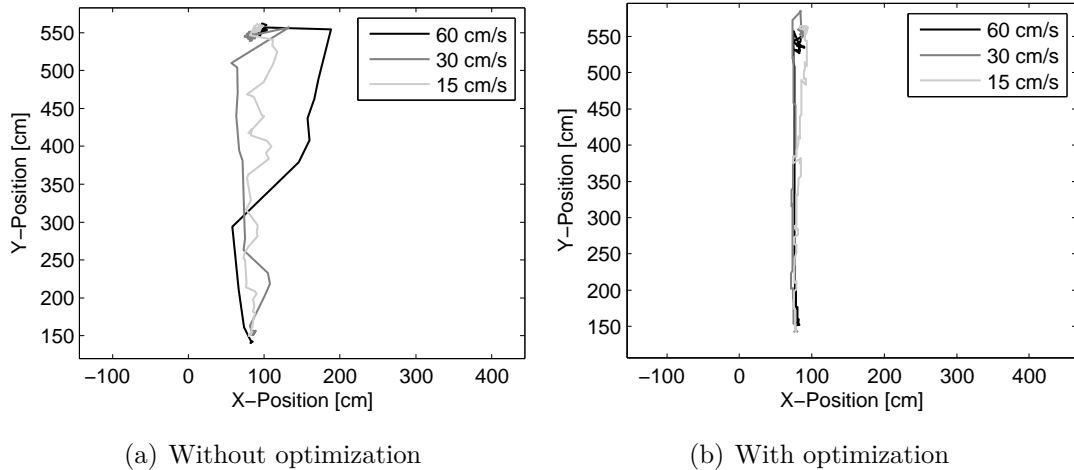 550
500
450
400
350
300
250
200
150
Y−Position [cm]
−100 0 100 200 300 400
X−Position [cm]
60 cm/s
30 cm/s
15 cm/s
(a) Without optimization
550
500
450
400
350
300
250
200
150
Y−Position [cm]
−100 0 100 200 300 400
X−Position [cm]
60 cm/s
30 cm/s
15 cm/s
(b) With optimization